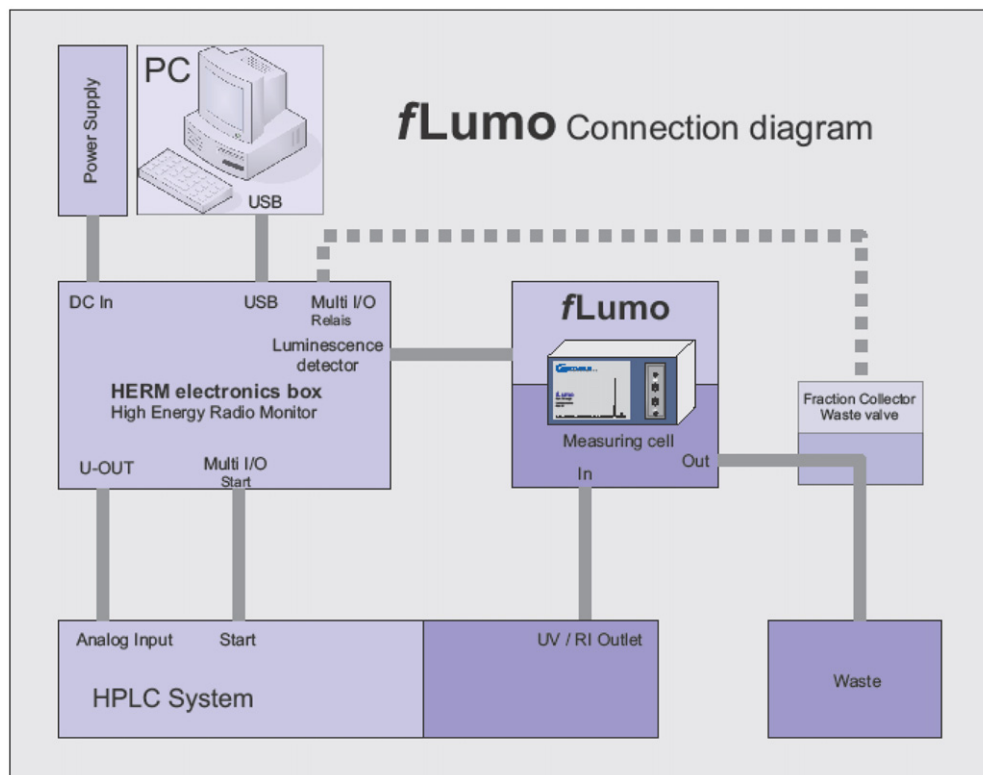 Power Supply
PC
USB
fLumo Connection diagram
DC In
USB
Multi I/O
Relais
Luminescence
detector
HERM electronics box
High Energy Radio Monitor
U-OUT
Multi I/O
Start
fLumo
fLumo
Measuring cell
In
Out
Fraction Collector
Waste valve
Analog Input
Start
UV / RI Outlet
HPLC System
Waste